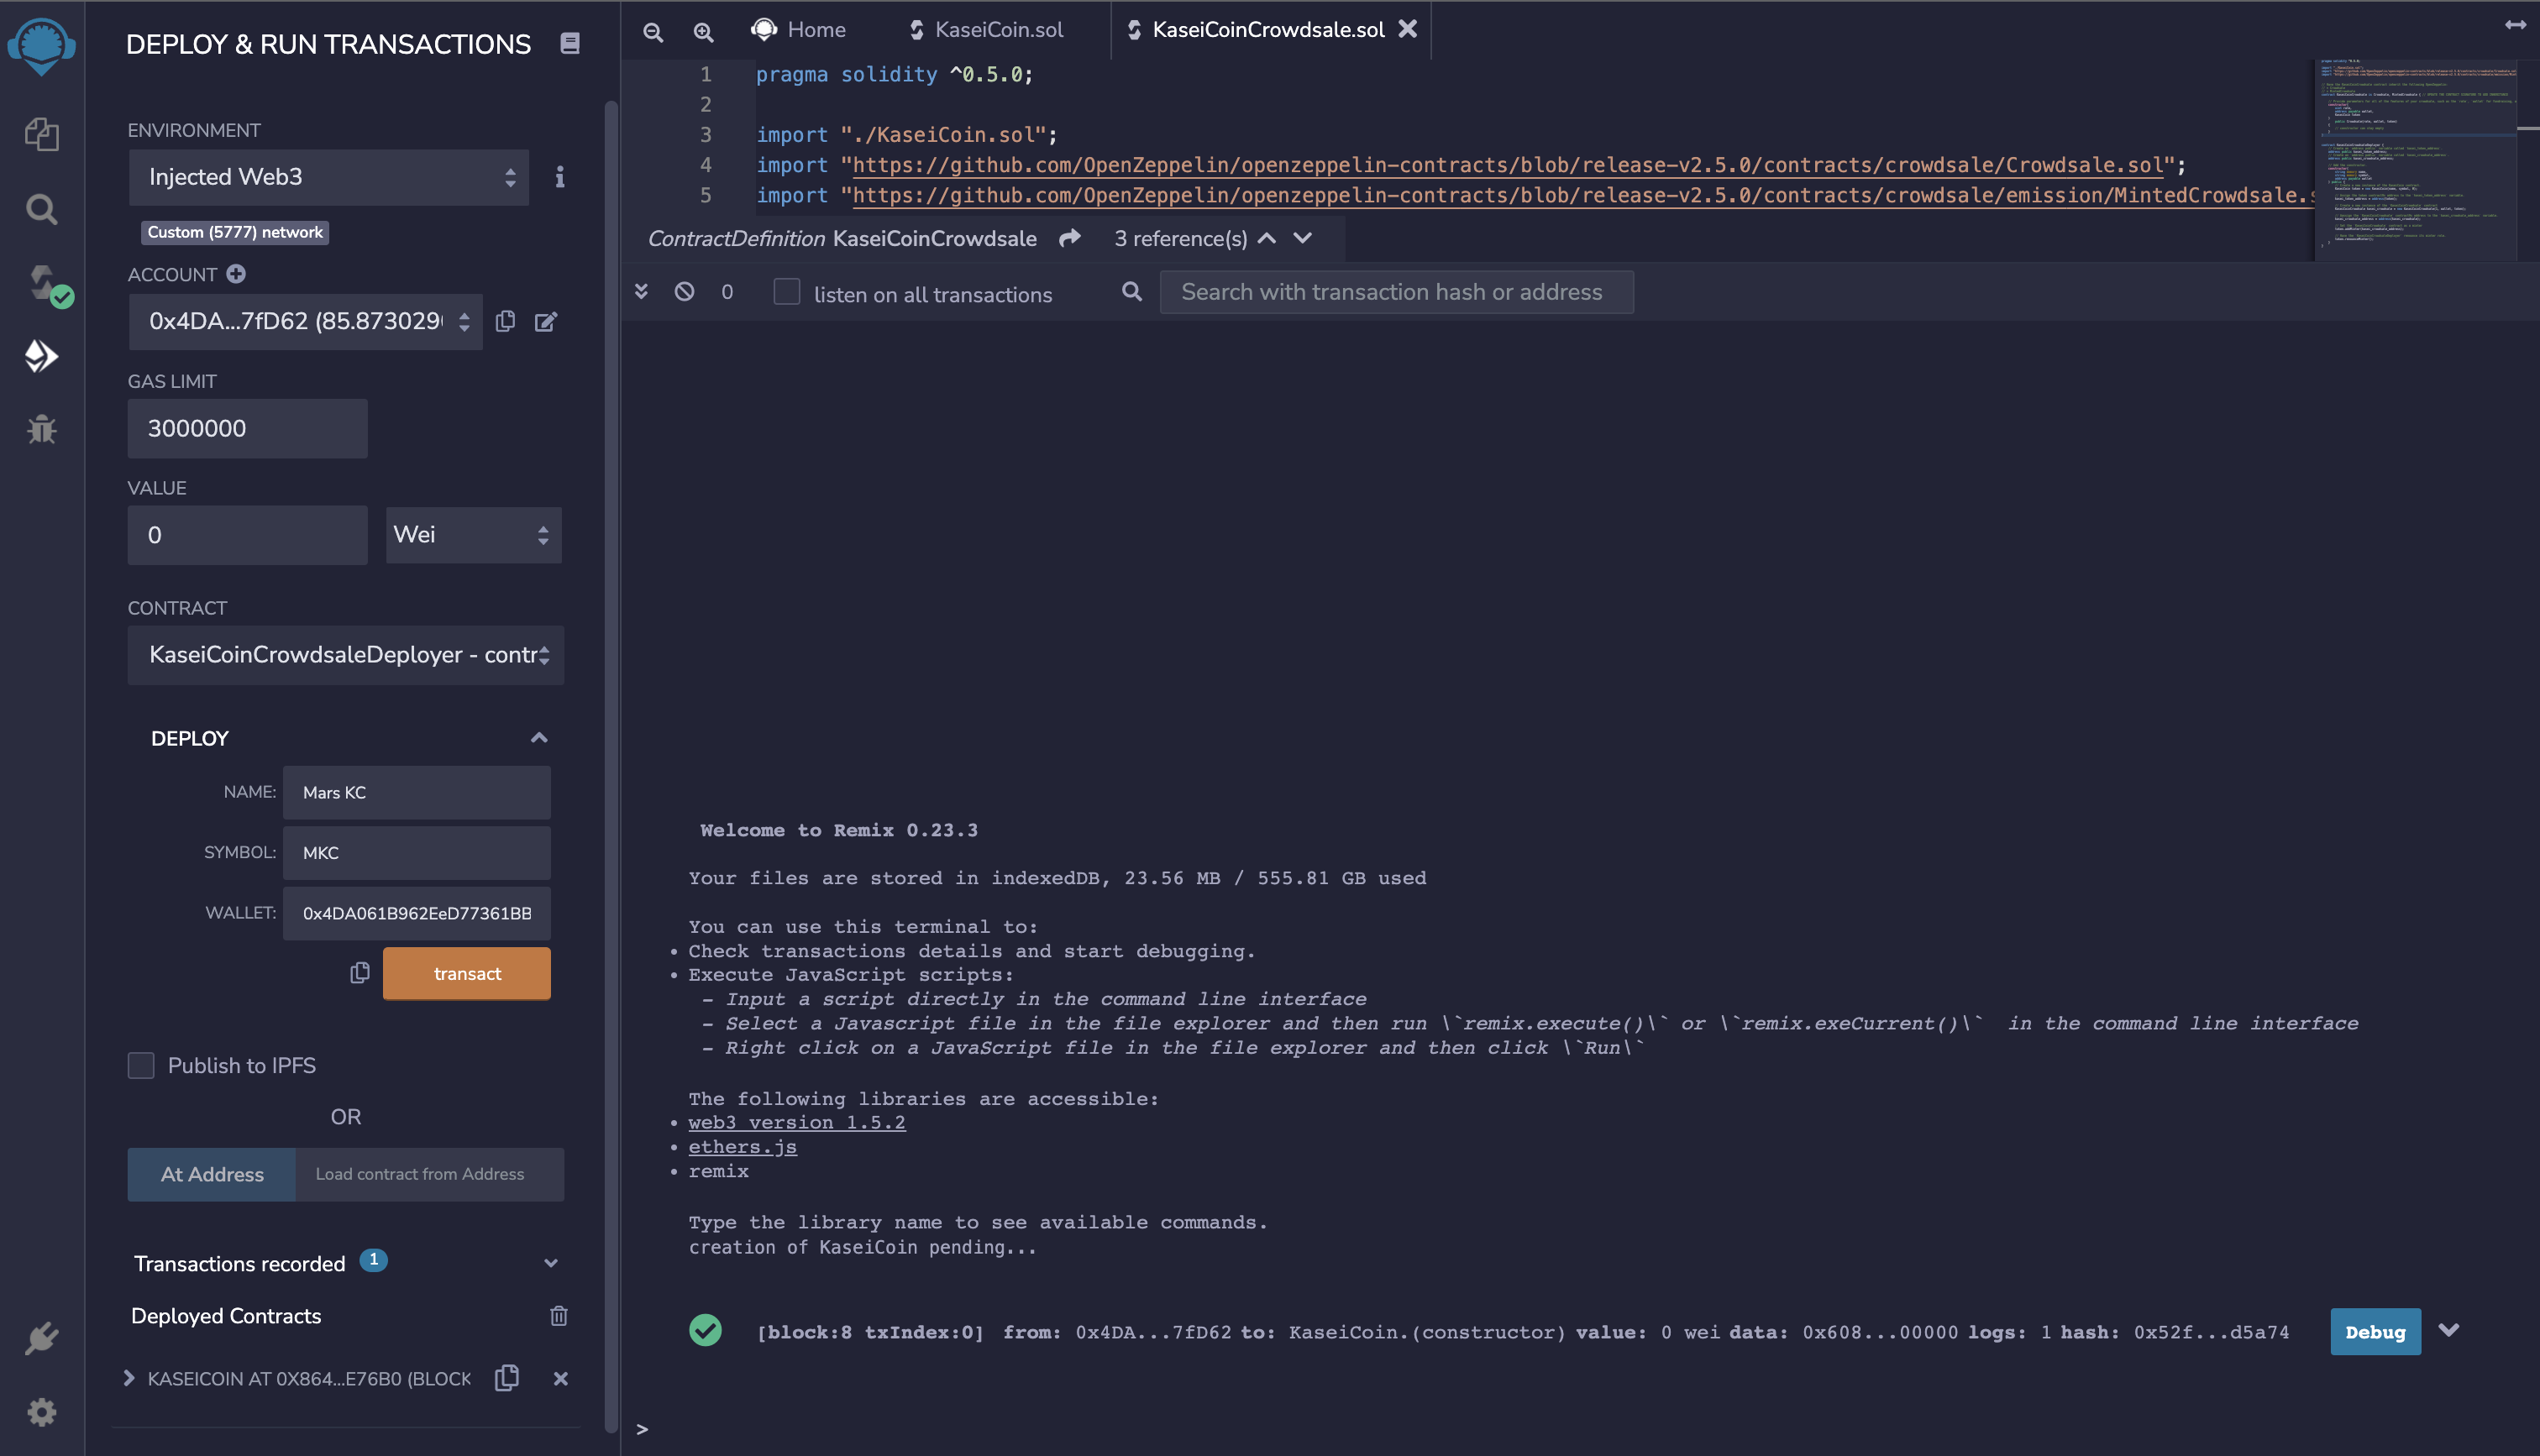 DEPLOY & RUN TRANSACTIONS
ENVIRONMENT
Injected Web3
Custom (5777) network
ACCOUNT
0x4DA...7fD62 (85.8730290
GAS LIMIT
3000000
VALUE
0
Wei
CONTRACT
KaseiCoinCrowdsaleDeployer - contr
DEPLOY
NAME: Mars KC
SYMBOL: MKC
WALLET: 0x4DA061B962EeD77361BB
transact
Publish to IPFS
OR
At Address Load contract from Address
Transactions recorded 1
Deployed Contracts
KASEICOIN AT 0X864...E76B0 (BLOCK
Home KaseiCoin.sol KaseiCoinCrowdsale.sol
1 pragma solidity ^0.5.0;
2
3 import "./KaseiCoin.sol";
4 import "https://github.com/OpenZeppelin/openzeppelin-contracts/blob/release-v2.5.0/contracts/crowdsale/Crowdsale.sol";
5 import "https://github.com/OpenZeppelin/openzeppelin-contracts/blob/release-v2.5.0/contracts/crowdsale/emission/MintedCrowdsale.s
ContractDefinition KaseiCoinCrowdsale 3 reference(s)
0 listen on all transactions Search with transaction hash or address
Welcome to Remix 0.23.3
Your files are stored in indexedDB, 23.56 MB / 555.81 GB used
You can use this terminal to:
• Check transactions details and start debugging.
• Execute JavaScript scripts:
- Input a script directly in the command line interface
- Select a Javascript file in the file explorer and then run \`remix.execute()\` or \`remix.exeCurrent()\` in the command line interface
- Right click on a JavaScript file in the file explorer and then click \`Run\`
The following libraries are accessible:
• web3 version 1.5.2
• ethers.js
• remix
Type the library name to see available commands.
creation of KaseiCoin pending...
[block:8 txIndex:0] from: 0x4DA...7fD62 to: KaseiCoin.(constructor) value: 0 wei data: 0x608...00000 logs: 1 hash: 0x52f...d5a74 Debug
>